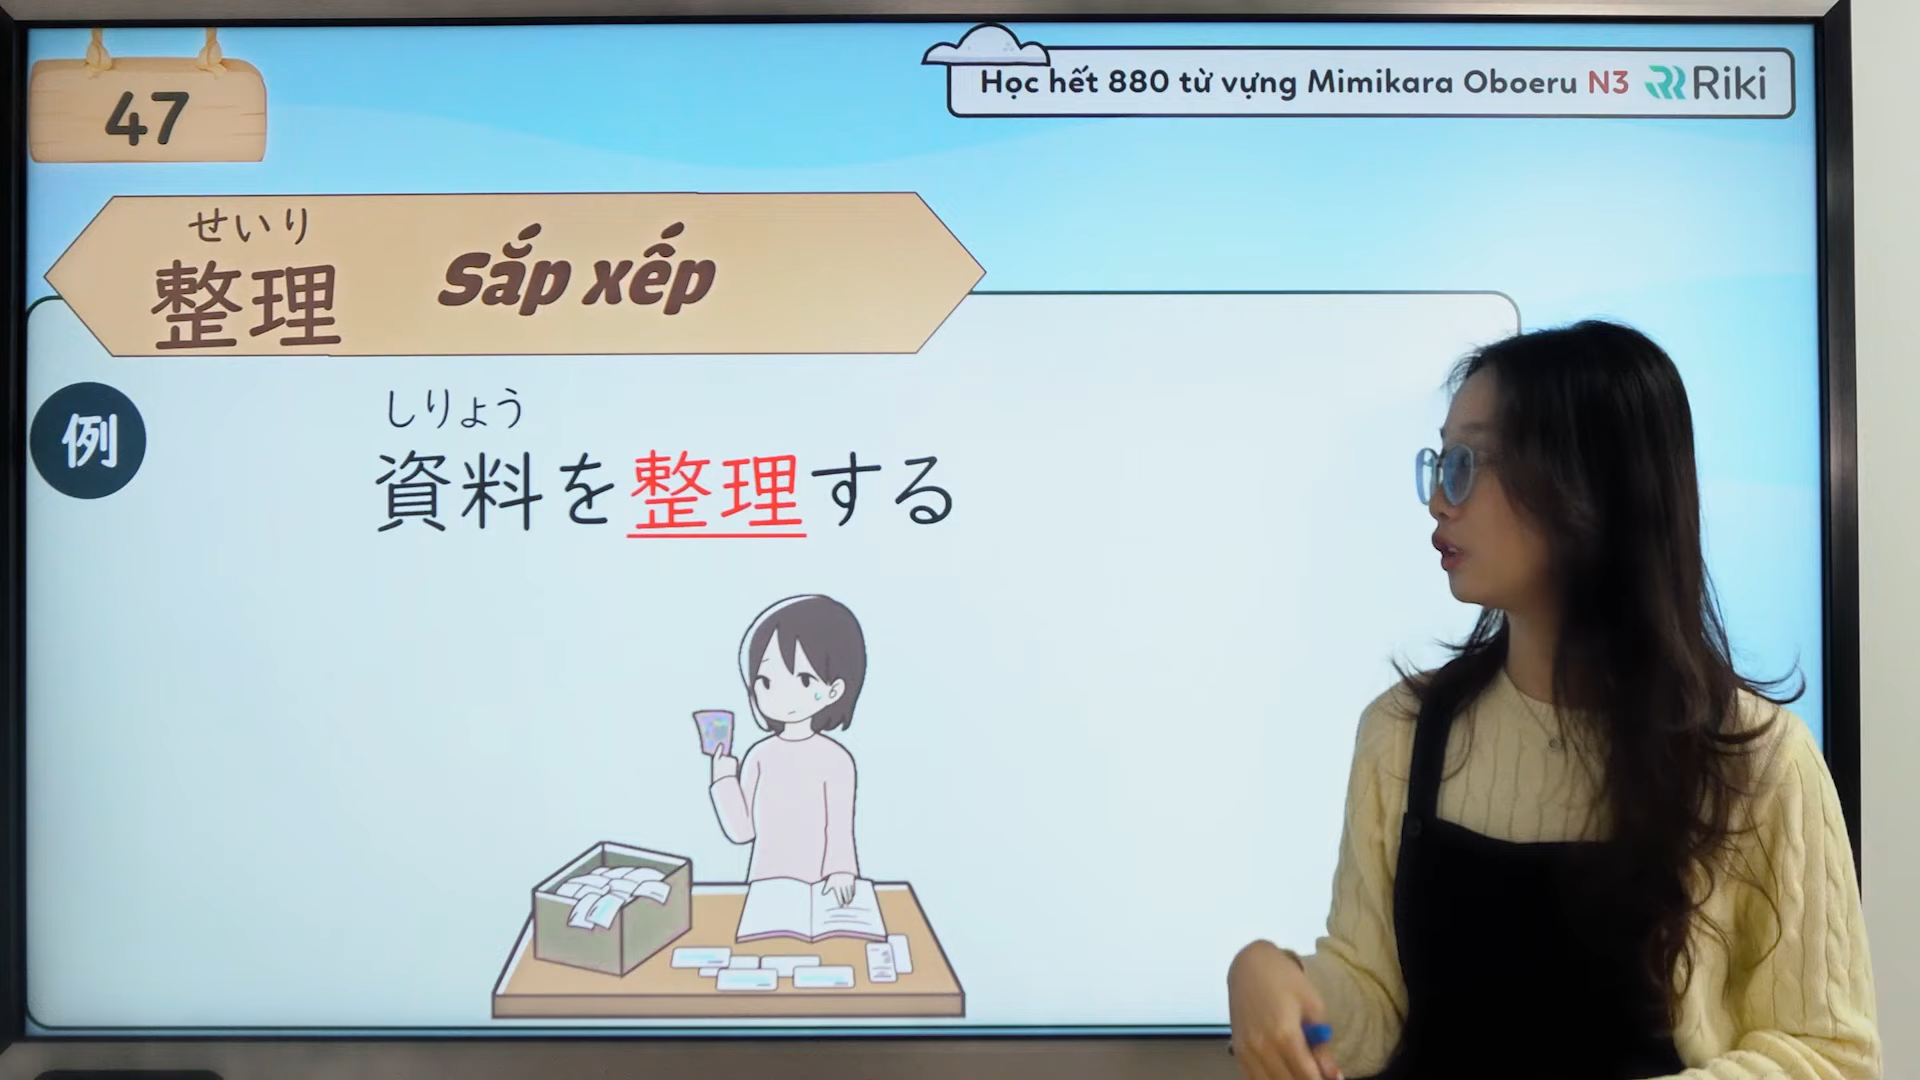 47
Học hết 880 từ vựng Mimikara Oboeru N3 Riki
せいり
整理 Sắp xếp
例
しりょう
資料を整理する